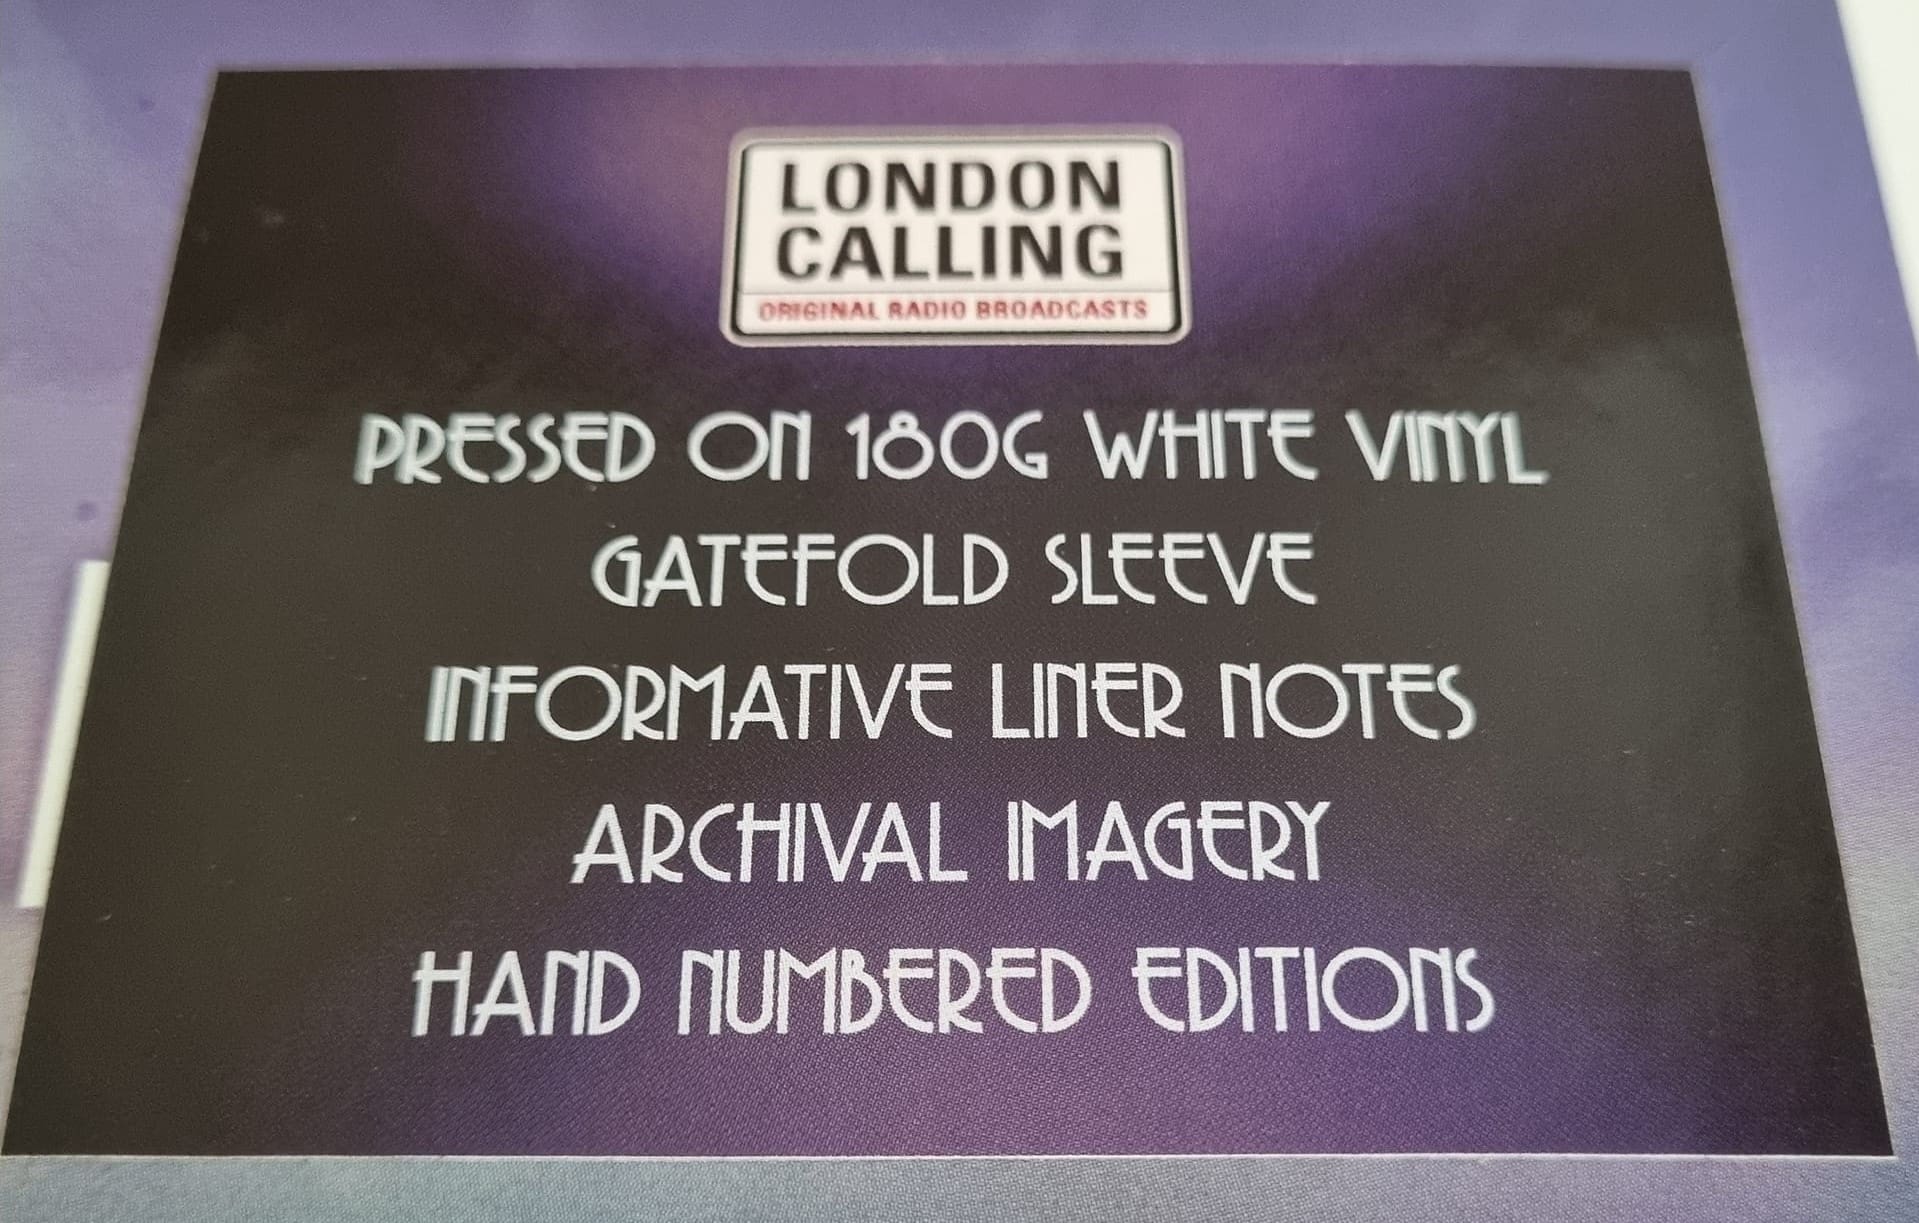 LONDON
CALLING
ORIGINAL RADIO BROADCASTS
PRESSED ON 180G WHITE VINYL
GATEFOLD SLEEVE
INFORMATIVE LINER NOTES
ARCHIVAL IMAGERY
HAND NUMBERED EDITIONS